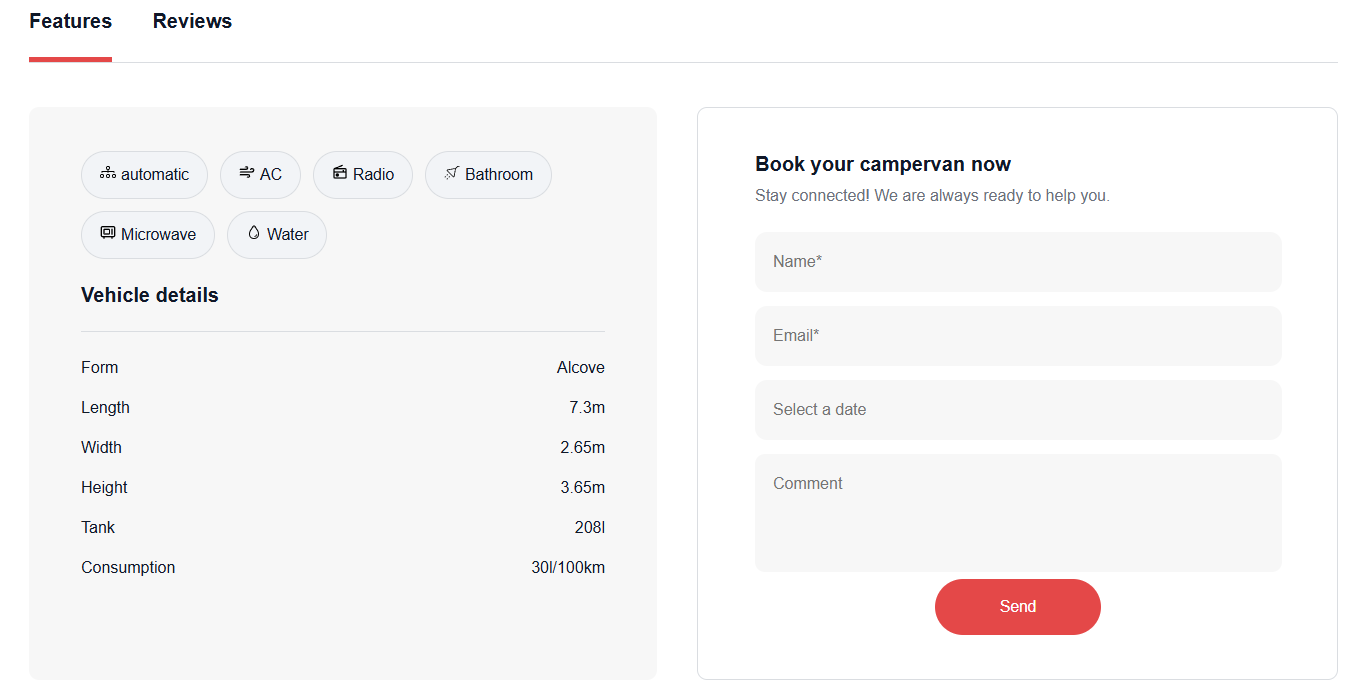 Features Reviews
automatic AC Radio Bathroom
Microwave Water
Vehicle details
Form Alcove
Length 7.3m
Width 2.65m
Height 3.65m
Tank 208l
Consumption 30l/100km
Book your campervan now
Stay connected! We are always ready to help you.
Name*
Email*
Select a date
Comment
Send